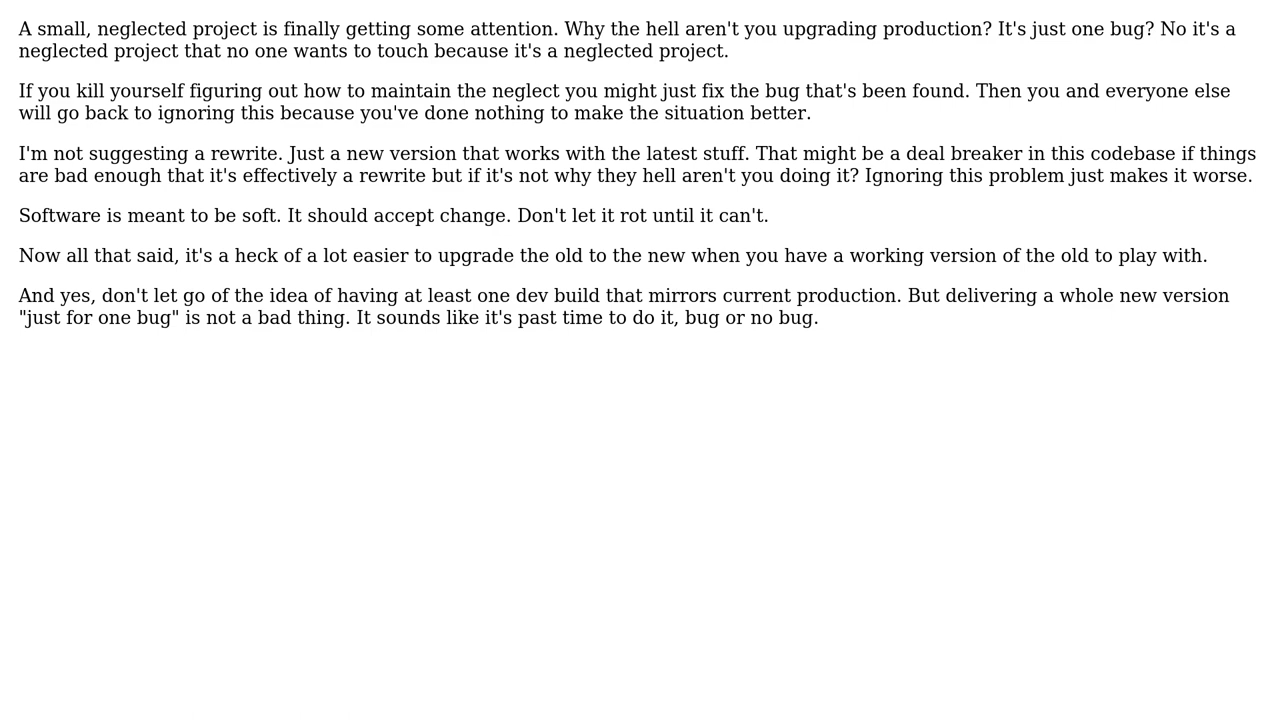 A small, neglected project is finally getting some attention. Why the hell aren't you upgrading production? It's just one bug? No it's a
neglected project that no one wants to touch because it's a neglected project.
If you kill yourself figuring out how to maintain the neglect you might just fix the bug that's been found. Then you and everyone else
will go back to ignoring this because you've done nothing to make the situation better.
I'm not suggesting a rewrite. Just a new version that works with the latest stuff. That might be a deal breaker in this codebase if things
are bad enough that it's effectively a rewrite but if it's not why they hell aren't you doing it? Ignoring this problem just makes it worse.
Software is meant to be soft. It should accept change. Don't let it rot until it can't.
Now all that said, it's a heck of a lot easier to upgrade the old to the new when you have a working version of the old to play with.
And yes, don't let go of the idea of having at least one dev build that mirrors current production. But delivering a whole new version
"just for one bug" is not a bad thing. It sounds like it's past time to do it, bug or no bug.